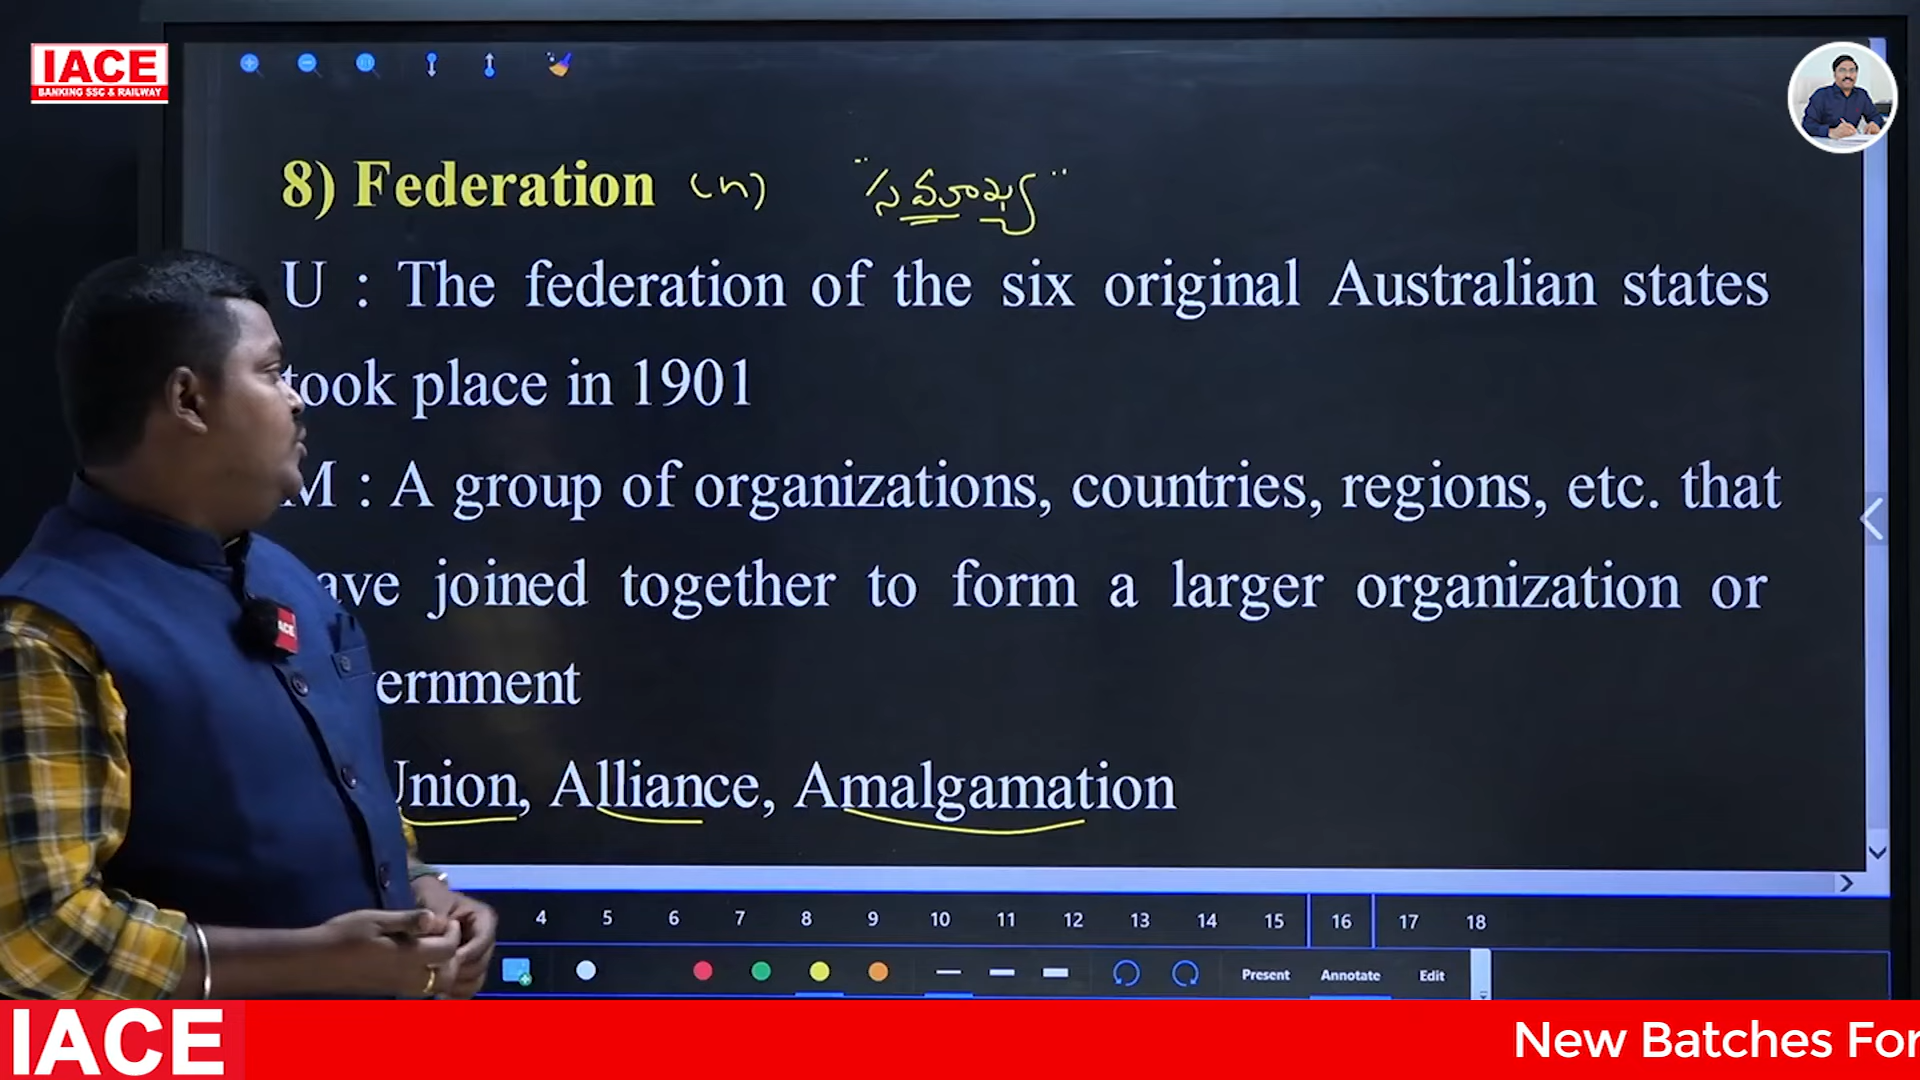 IACE
BANKING SSC & RAILWAY
8) Federation (n) "సమాఖ్య"
U : The federation of the six original Australian states
took place in 1901
M : A group of organizations, countries, regions, etc. that
ave joined together to form a larger organization or
ernment
Union, Alliance, Amalgamation
IACE
4 5 6 7 8 9 10 11 12 13 14 15 16 17 18
Present Annotate Edit
IACE New Batches For